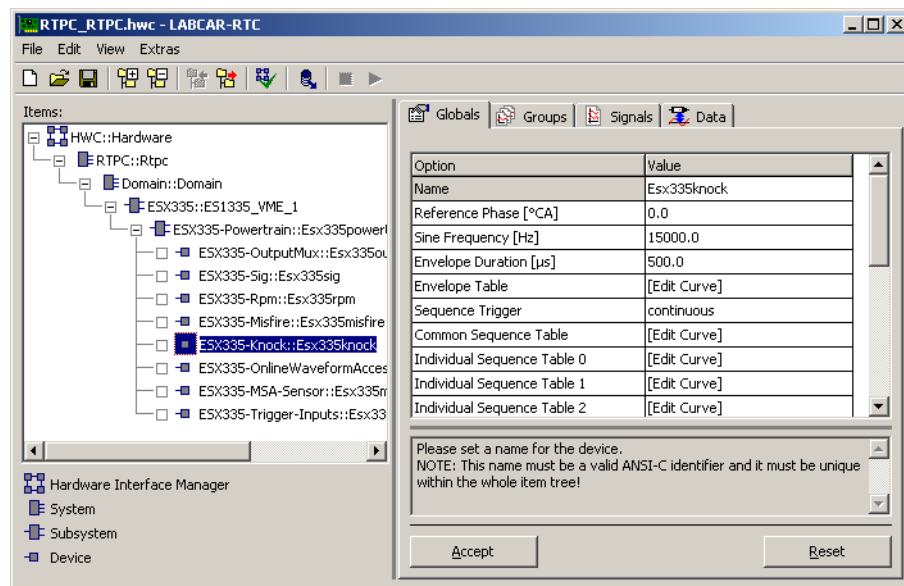 RTPC_RTPC.hwc - LABCAR-RTC
File Edit View Extras
Items:
HWC::Hardware
RTPC::Rtpc
Domain::Domain
ESX335::ES1335_VME_1
ESX335-Powertrain::Esx335powert
ESX335-OutputMux::Esx335ou
ESX335-Sig::Esx335sig
ESX335-Rpm::Esx335rpm
ESX335-Misfire::Esx335misfire
ESX335-Knock::Esx335knock
ESX335-OnlineWaveformAcces
ESX335-MSA-Sensor::Esx335m
ESX335-Trigger-Inputs::Esx33
Hardware Interface Manager
System
Subsystem
Device
Globals Groups Signals Data
Option Value
Name Esx335knock
Reference Phase [°CA] 0.0
Sine Frequency [Hz] 15000.0
Envelope Duration [µs] 500.0
Envelope Table [Edit Curve]
Sequence Trigger continuous
Common Sequence Table [Edit Curve]
Individual Sequence Table 0 [Edit Curve]
Individual Sequence Table 1 [Edit Curve]
Individual Sequence Table 2 [Edit Curve]
Please set a name for the device.
NOTE: This name must be a valid ANSI-C identifier and it must be unique
within the whole item tree!
Accept Reset